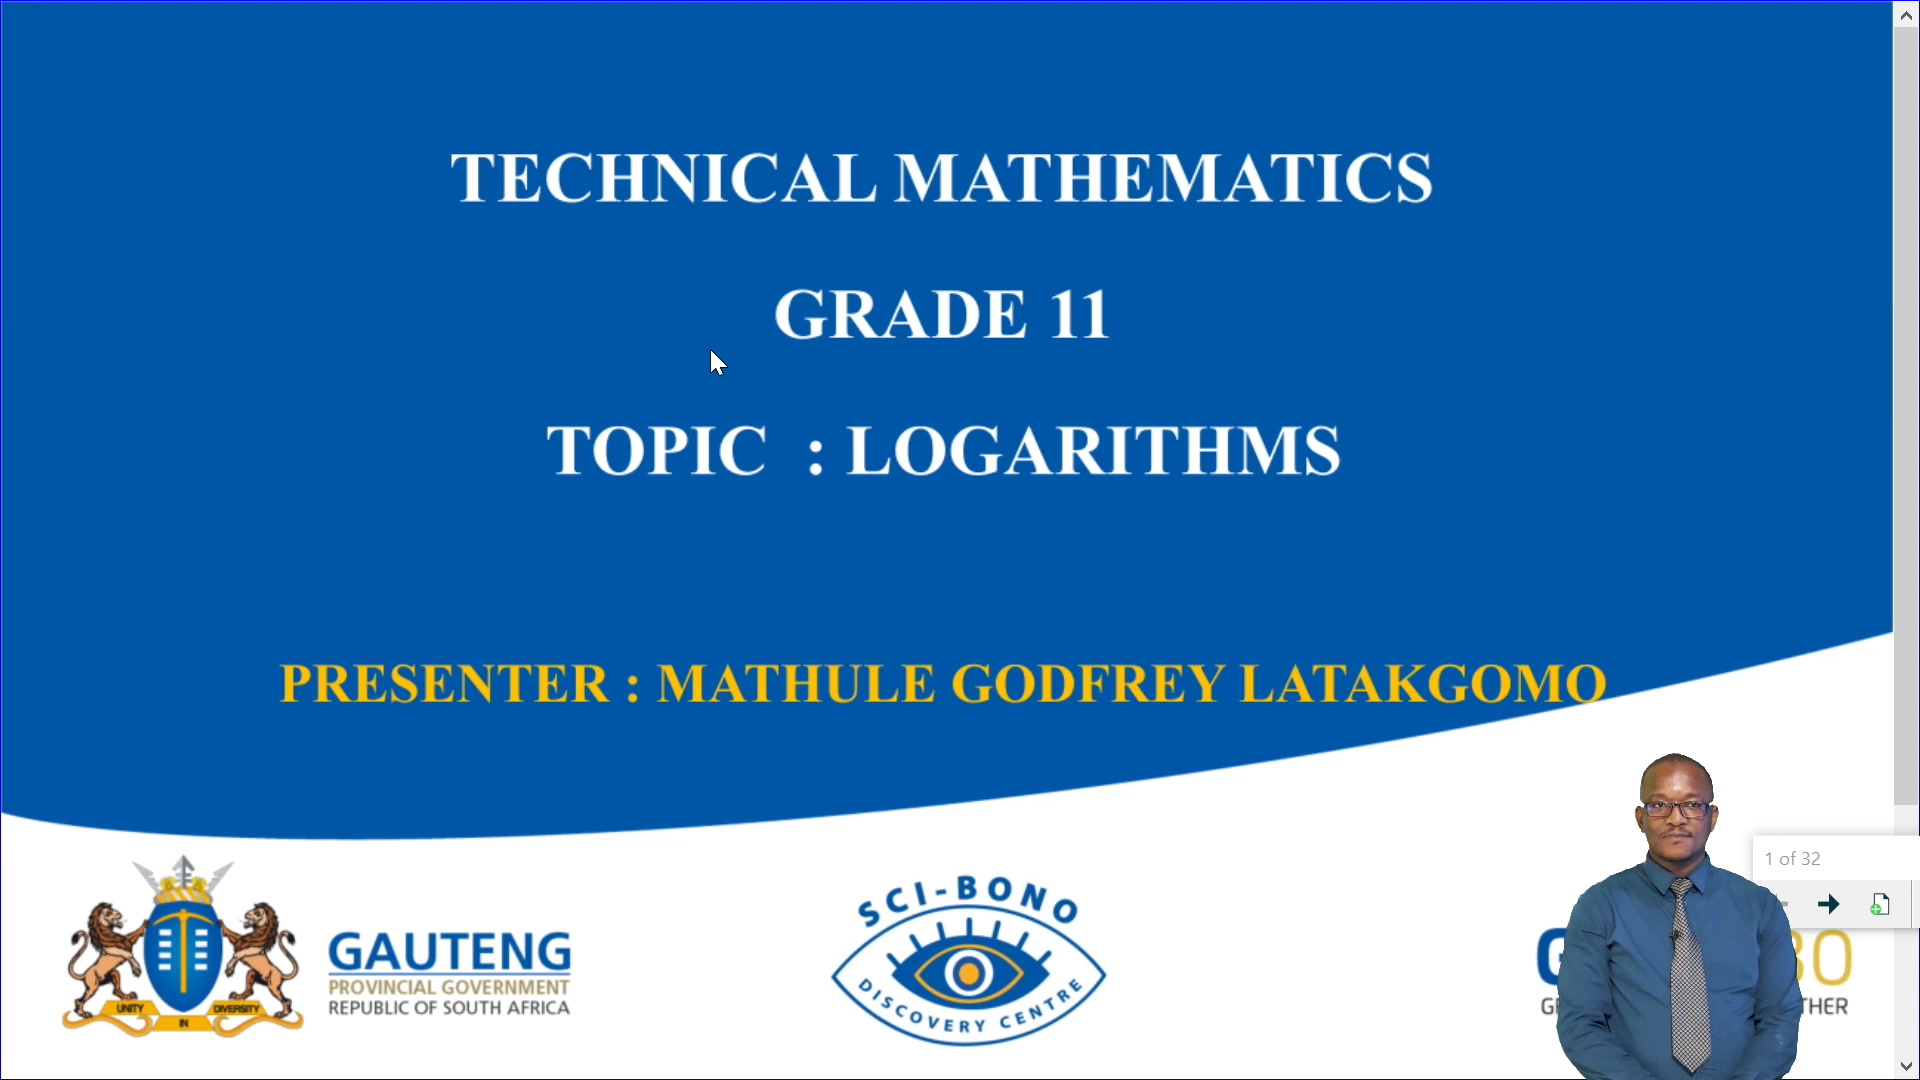 TECHNICAL MATHEMATICS
GRADE 11
TOPIC : LOGARITHMS
PRESENTER : MATHULE GODFREY LATAKGOMO
1 of 32
GAUTENG
PROVINCIAL GOVERNMENT
REPUBLIC OF SOUTH AFRICA
UNITY IN DIVERSITY
SCI-BONO
DISCOVERY CENTRE